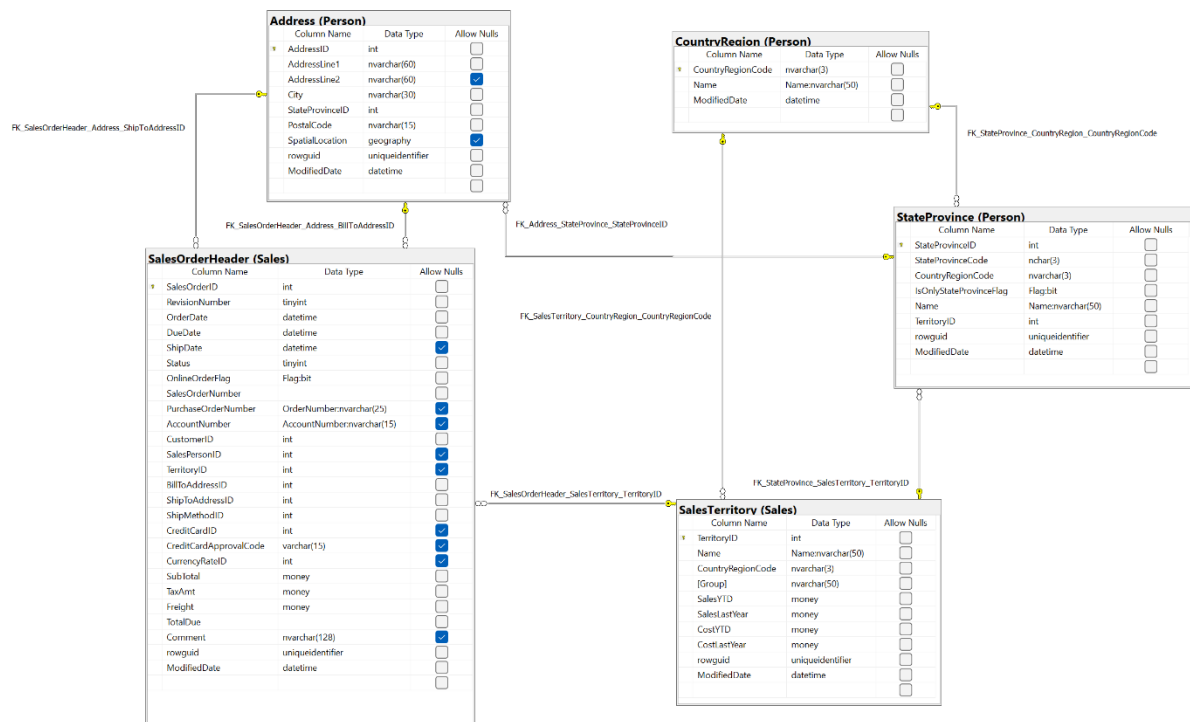 Address (Person)
Column Name Data Type Allow Nulls
AddressID int
AddressLine1 nvarchar(60)
AddressLine2 nvarchar(60)
City nvarchar(30)
StateProvinceID int
PostalCode nvarchar(15)
SpatialLocation geography
rowguid uniqueidentifier
ModifiedDate datetime
CountryRegion (Person)
Column Name Data Type Allow Nulls
CountryRegionCode nvarchar(3)
Name Name:nvarchar(50)
ModifiedDate datetime
FK_SalesOrderHeader_Address_ShipToAddressID
FK_StateProvince_CountryRegion_CountryRegionCode
FK_SalesOrderHeader_Address_BillToAddressID
FK_Address_StateProvince_StateProvinceID
StateProvince (Person)
Column Name Data Type Allow Nulls
StateProvinceID int
StateProvinceCode nchar(3)
CountryRegionCode nvarchar(3)
IsOnlyStateProvinceFlag Flag:bit
Name Name:nvarchar(50)
TerritoryID int
rowguid uniqueidentifier
ModifiedDate datetime
SalesOrderHeader (Sales)
Column Name Data Type Allow Nulls
SalesOrderID int
RevisionNumber tinyint
OrderDate datetime
DueDate datetime
ShipDate datetime
Status tinyint
OnlineOrderFlag Flag:bit
SalesOrderNumber
PurchaseOrderNumber OrderNumber:nvarchar(25)
AccountNumber AccountNumber:nvarchar(15)
CustomerID int
SalesPersonID int
TerritoryID int
BillToAddressID int
ShipToAddressID int
ShipMethodID int
CreditCardID int
CreditCardApprovalCode varchar(15)
CurrencyRateID int
SubTotal money
TaxAmt money
Freight money
TotalDue
Comment nvarchar(128)
rowguid uniqueidentifier
ModifiedDate datetime
FK_SalesTerritory_CountryRegion_CountryRegionCode
FK_StateProvince_SalesTerritory_TerritoryID
FK_SalesOrderHeader_SalesTerritory_TerritoryID
SalesTerritory (Sales)
Column Name Data Type Allow Nulls
TerritoryID int
Name Name:nvarchar(50)
CountryRegionCode nvarchar(3)
[Group] nvarchar(50)
SalesYTD money
SalesLastYear money
CostYTD money
CostLastYear money
rowguid uniqueidentifier
ModifiedDate datetime